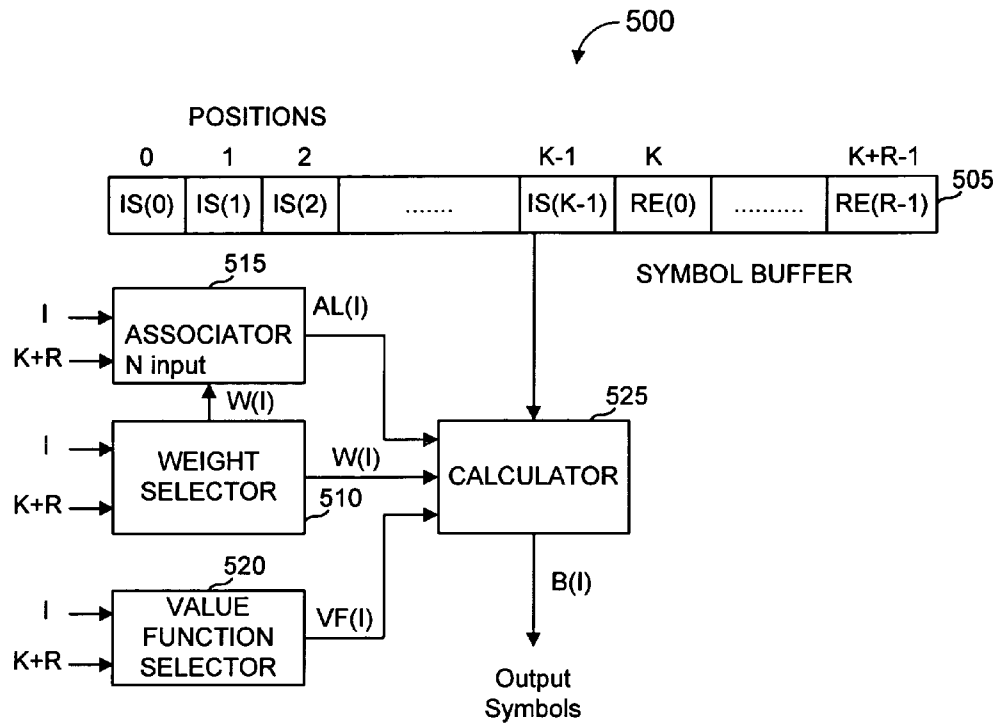 500
POSITIONS
0 1 2 K-1 K K+R-1
IS(0) IS(1) IS(2) ....... IS(K-1) RE(0) .......... RE(R-1) 505
SYMBOL BUFFER
515
I
ASSOCIATOR
K+R
N input
AL(I)
W(I)
525
I
WEIGHT
SELECTOR
K+R
510
W(I)
CALCULATOR
520
I
VALUE
FUNCTION
SELECTOR
K+R
VF(I)
B(I)
Output
Symbols